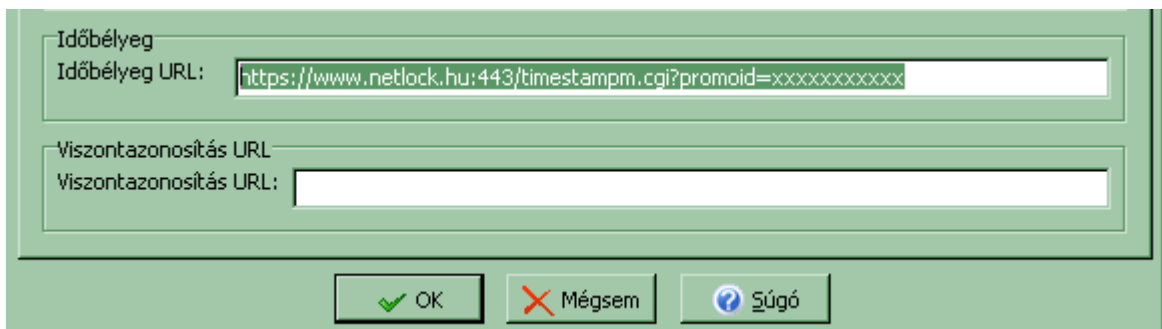 Időbélyeg
Időbélyeg URL: https://www.netlock.hu:443/timestampm.cgi?promoid=xxxxxxxxxxx
Viszontazonosítás URL
Viszontazonosítás URL:
OK Mégsem Súgó